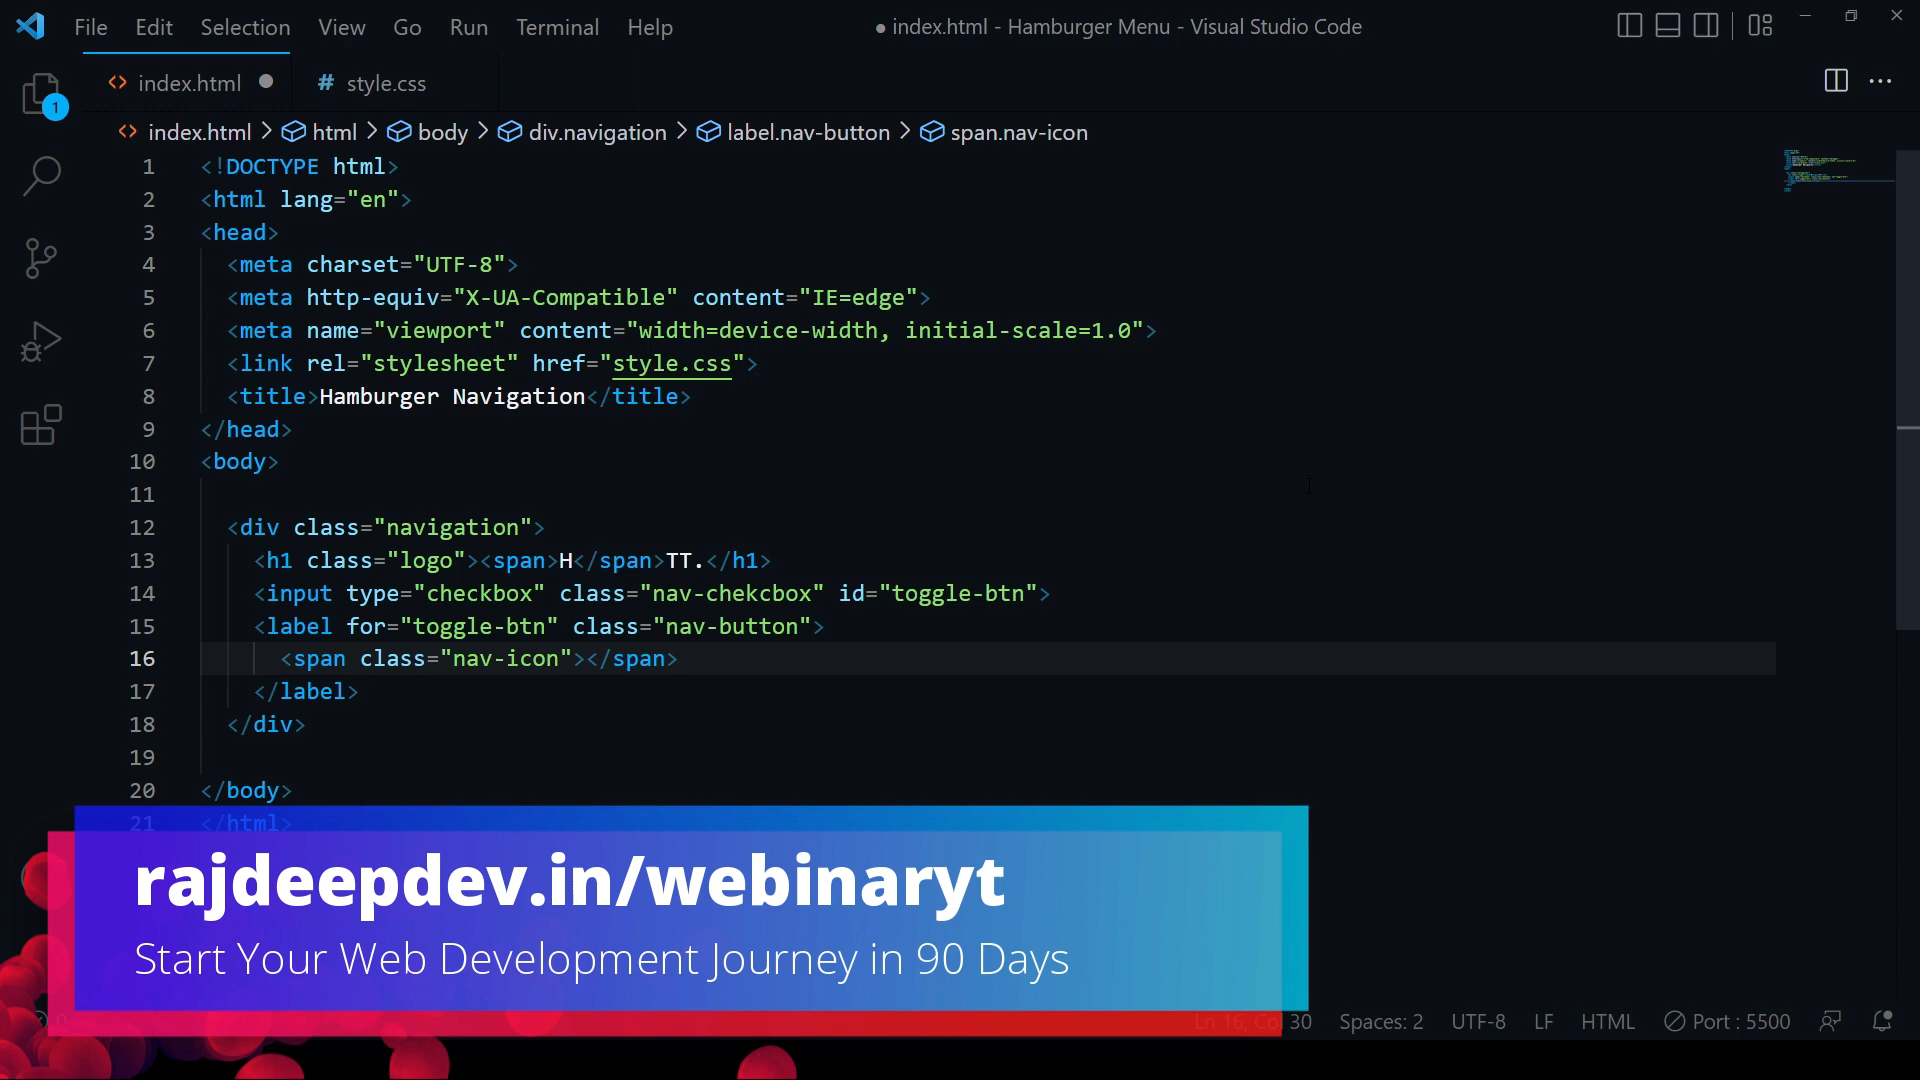 File Edit Selection View Go Run Terminal Help ● index.html - Hamburger Menu - Visual Studio Code
index.html # style.css
1
index.html > html > body > div.navigation > label.nav-button > span.nav-icon
1 <!DOCTYPE html>
2 <html lang="en">
3 <head>
4 <meta charset="UTF-8">
5 <meta http-equiv="X-UA-Compatible" content="IE=edge">
6 <meta name="viewport" content="width=device-width, initial-scale=1.0">
7 <link rel="stylesheet" href="style.css">
8 <title>Hamburger Navigation</title>
9 </head>
10 <body>
11
12 <div class="navigation">
13 <h1 class="logo"><span>H</span>TT.</h1>
14 <input type="checkbox" class="nav-chekcbox" id="toggle-btn">
15 <label for="toggle-btn" class="nav-button">
16 <span class="nav-icon"></span>
17 </label>
18 </div>
19
20 </body>
21 </html>
rajdeepdev.in/webinaryt
Start Your Web Development Journey in 90 Days
Ln 16, Col 30 Spaces: 2 UTF-8 LF HTML Port : 5500